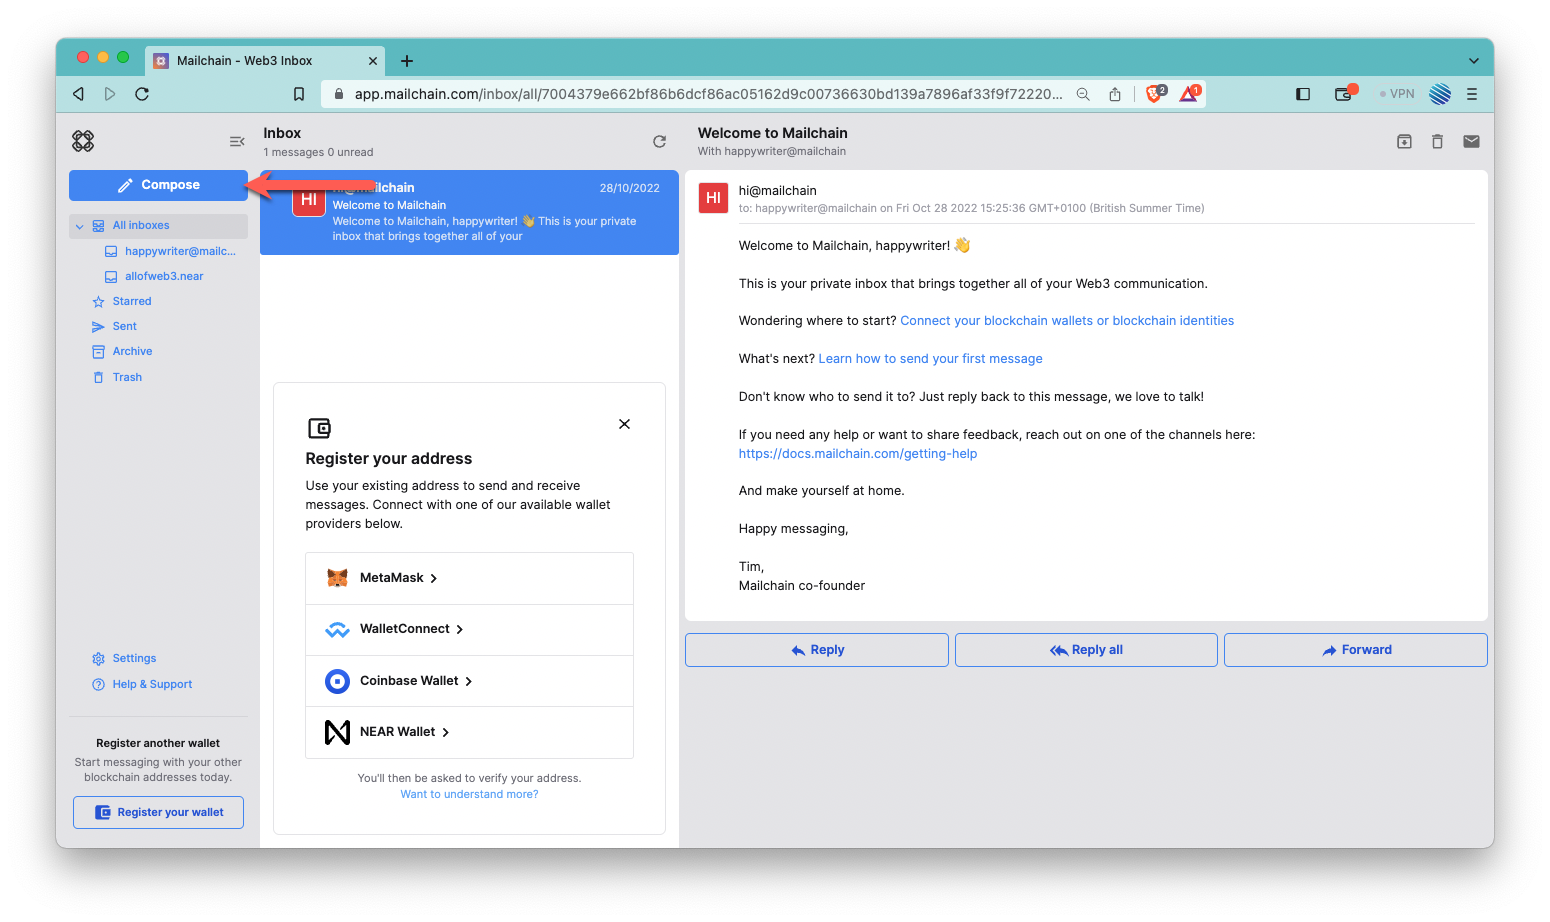 Mailchain - Web3 Inbox
app.mailchain.com/inbox/all/7004379e662bf86b6dcf86ac05162d9c00736630bd139a7896af33f9f72220...
2
1
VPN
Inbox
1 messages 0 unread
Welcome to Mailchain
With happywriter@mailchain
Compose
All inboxes
happywriter@mailc...
allofweb3.near
Starred
Sent
Archive
Trash
Settings
Help & Support
Register another wallet
Start messaging with your other
blockchain addresses today.
Register your wallet
HI
hi@mailchain
28/10/2022
Welcome to Mailchain
Welcome to Mailchain, happywriter! 👋 This is your private
inbox that brings together all of your
Register your address
Use your existing address to send and receive
messages. Connect with one of our available wallet
providers below.
MetaMask
WalletConnect
Coinbase Wallet
NEAR Wallet
You'll then be asked to verify your address.
Want to understand more?
HI
hi@mailchain
to: happywriter@mailchain on Fri Oct 28 2022 15:25:36 GMT+0100 (British Summer Time)
Welcome to Mailchain, happywriter! 👋
This is your private inbox that brings together all of your Web3 communication.
Wondering where to start? Connect your blockchain wallets or blockchain identities
What's next? Learn how to send your first message
Don't know who to send it to? Just reply back to this message, we love to talk!
If you need any help or want to share feedback, reach out on one of the channels here:
https://docs.mailchain.com/getting-help
And make yourself at home.
Happy messaging,
Tim,
Mailchain co-founder
Reply
Reply all
Forward